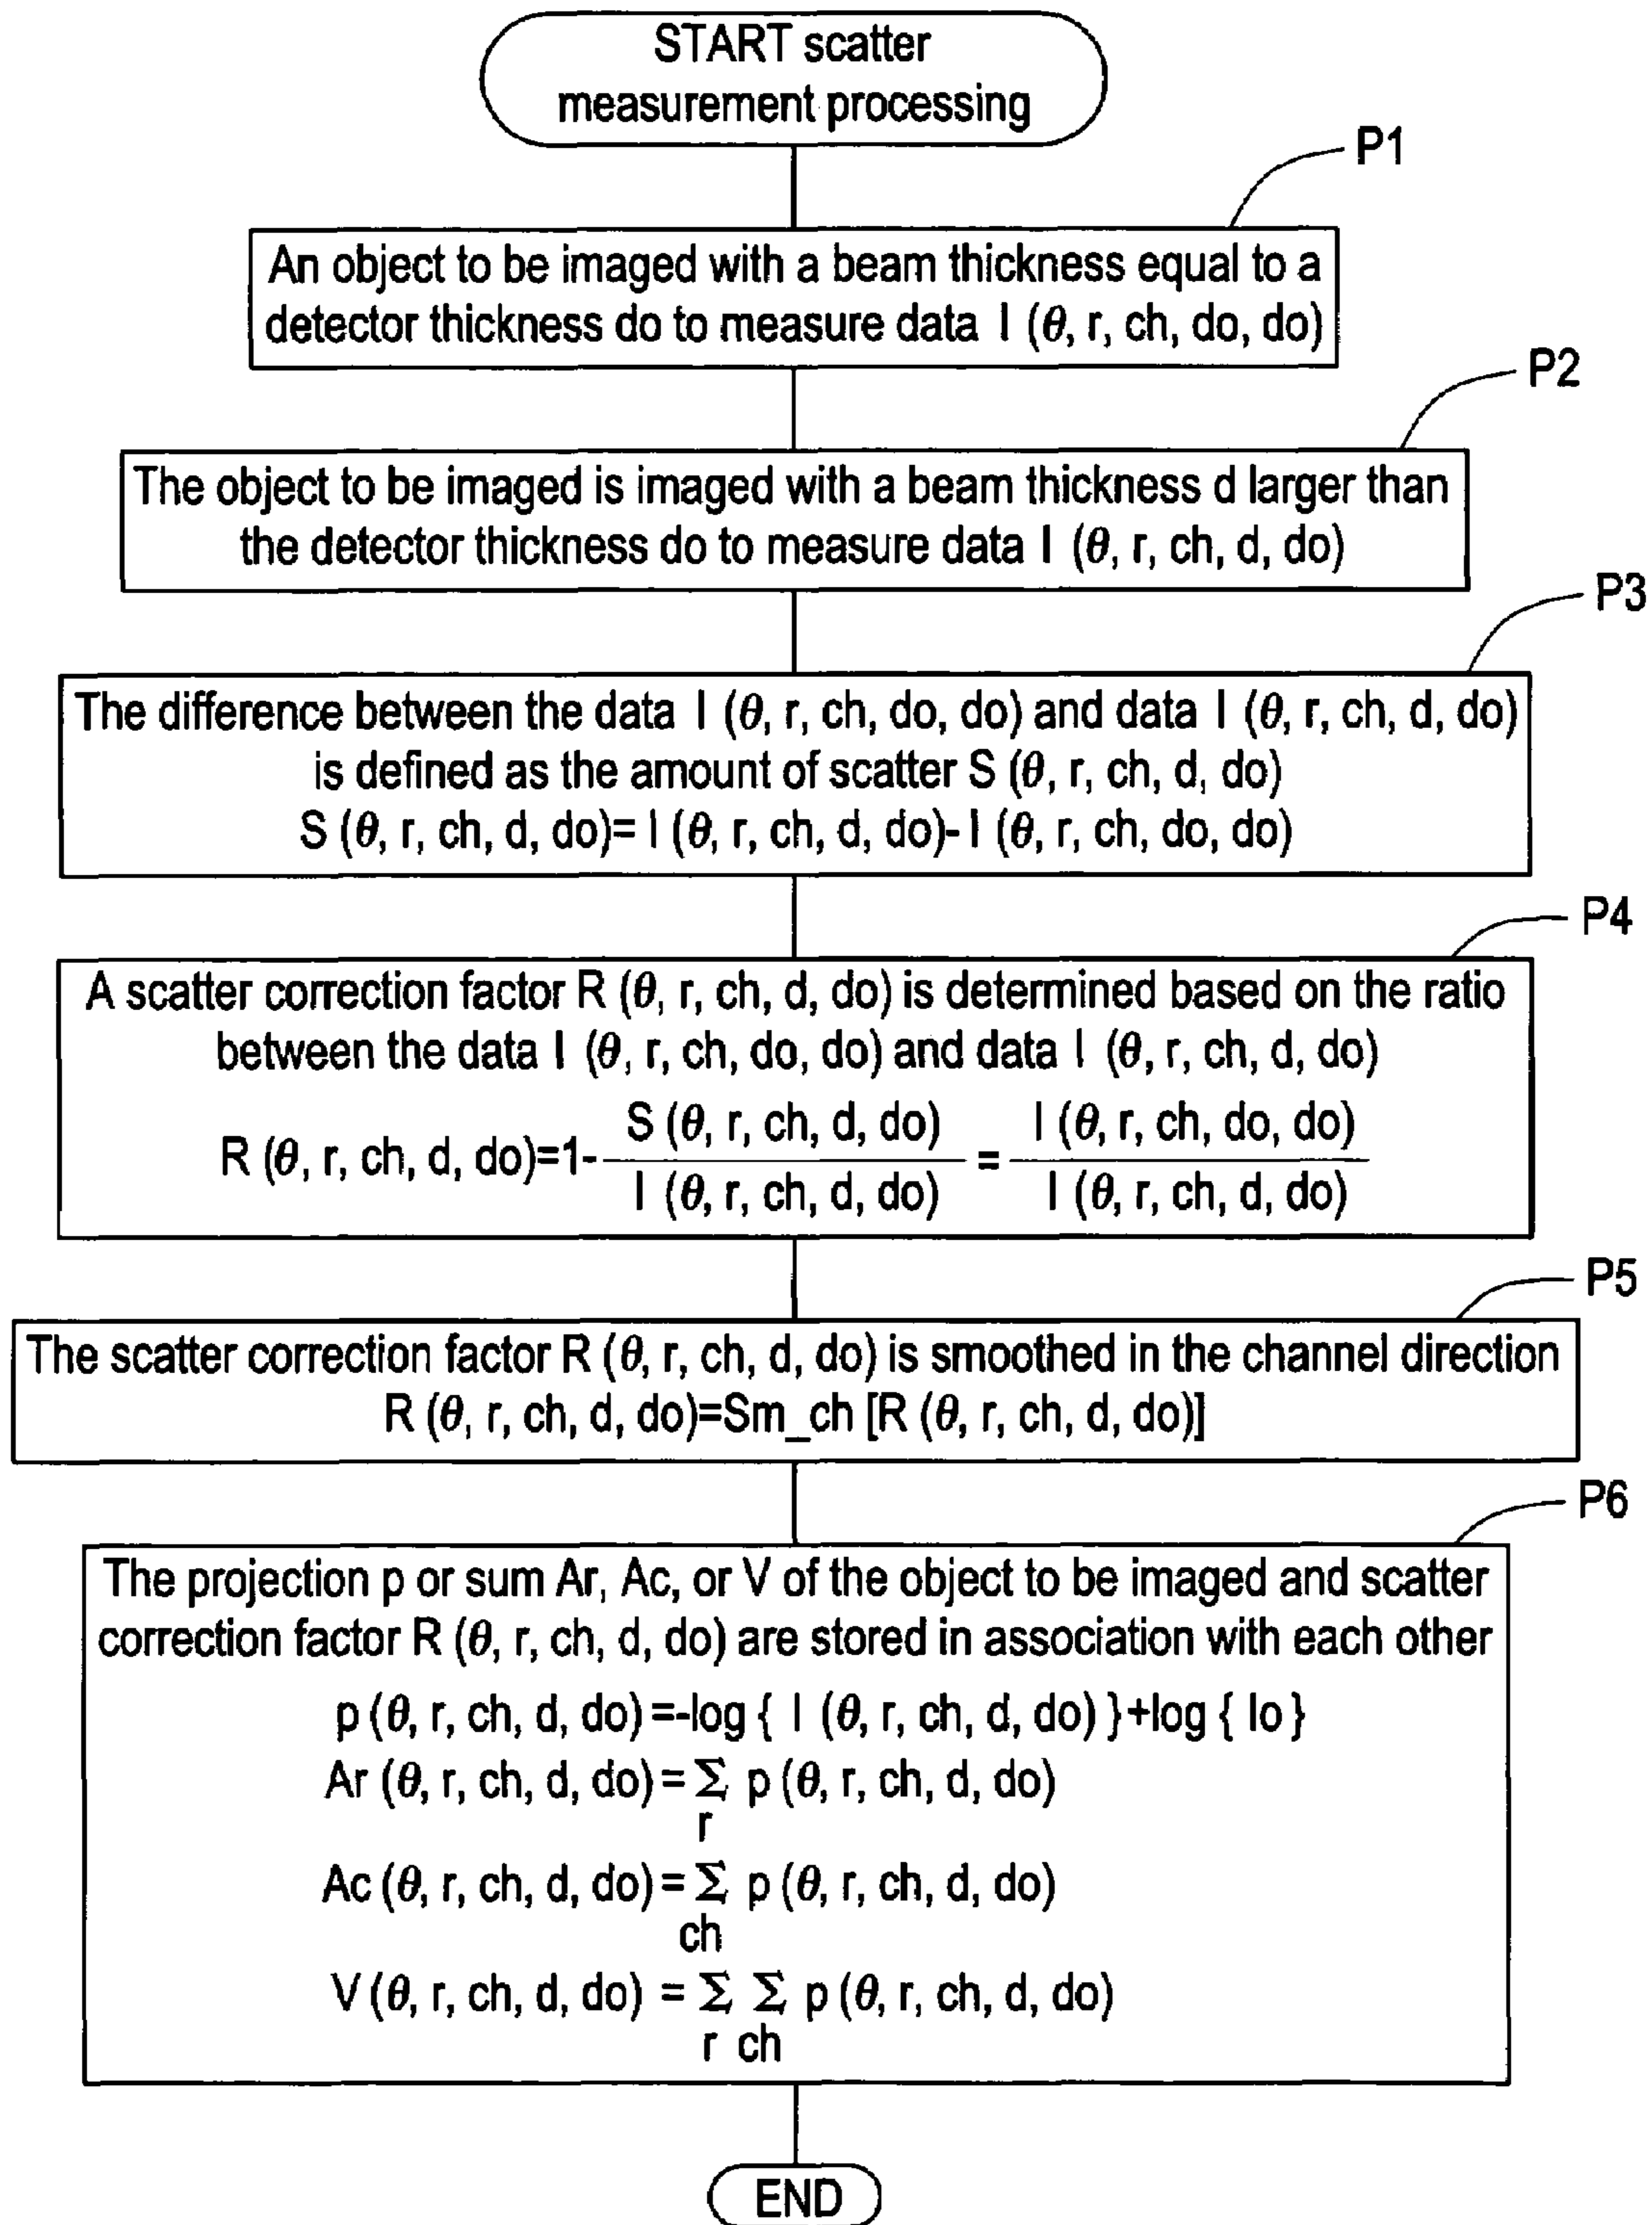 START scatter
measurement processing
P1
An object to be imaged with a beam thickness equal to a
detector thickness do to measure data I (θ, r, ch, do, do)
P2
The object to be imaged is imaged with a beam thickness d larger than
the detector thickness do to measure data I (θ, r, ch, d, do)
P3
The difference between the data I (θ, r, ch, do, do) and data I (θ, r, ch, d, do)
is defined as the amount of scatter S (θ, r, ch, d, do)
S (θ, r, ch, d, do)= I (θ, r, ch, d, do)- I (θ, r, ch, do, do)
P4
A scatter correction factor R (θ, r, ch, d, do) is determined based on the ratio
between the data I (θ, r, ch, do, do) and data I (θ, r, ch, d, do)
S (θ, r, ch, d, do) I (θ, r, ch, do, do)
R (θ, r, ch, d, do)=1- =
I (θ, r, ch, d, do) I (θ, r, ch, d, do)
P5
The scatter correction factor R (θ, r, ch, d, do) is smoothed in the channel direction
R (θ, r, ch, d, do)=Sm_ch [R (θ, r, ch, d, do)]
P6
The projection p or sum Ar, Ac, or V of the object to be imaged and scatter
correction factor R (θ, r, ch, d, do) are stored in association with each other
p (θ, r, ch, d, do) =-log { I (θ, r, ch, d, do) }+log { Io }
Ar (θ, r, ch, d, do) = Σ p (θ, r, ch, d, do)
r
Ac (θ, r, ch, d, do) = Σ p (θ, r, ch, d, do)
ch
V (θ, r, ch, d, do) = Σ Σ p (θ, r, ch, d, do)
r ch
END